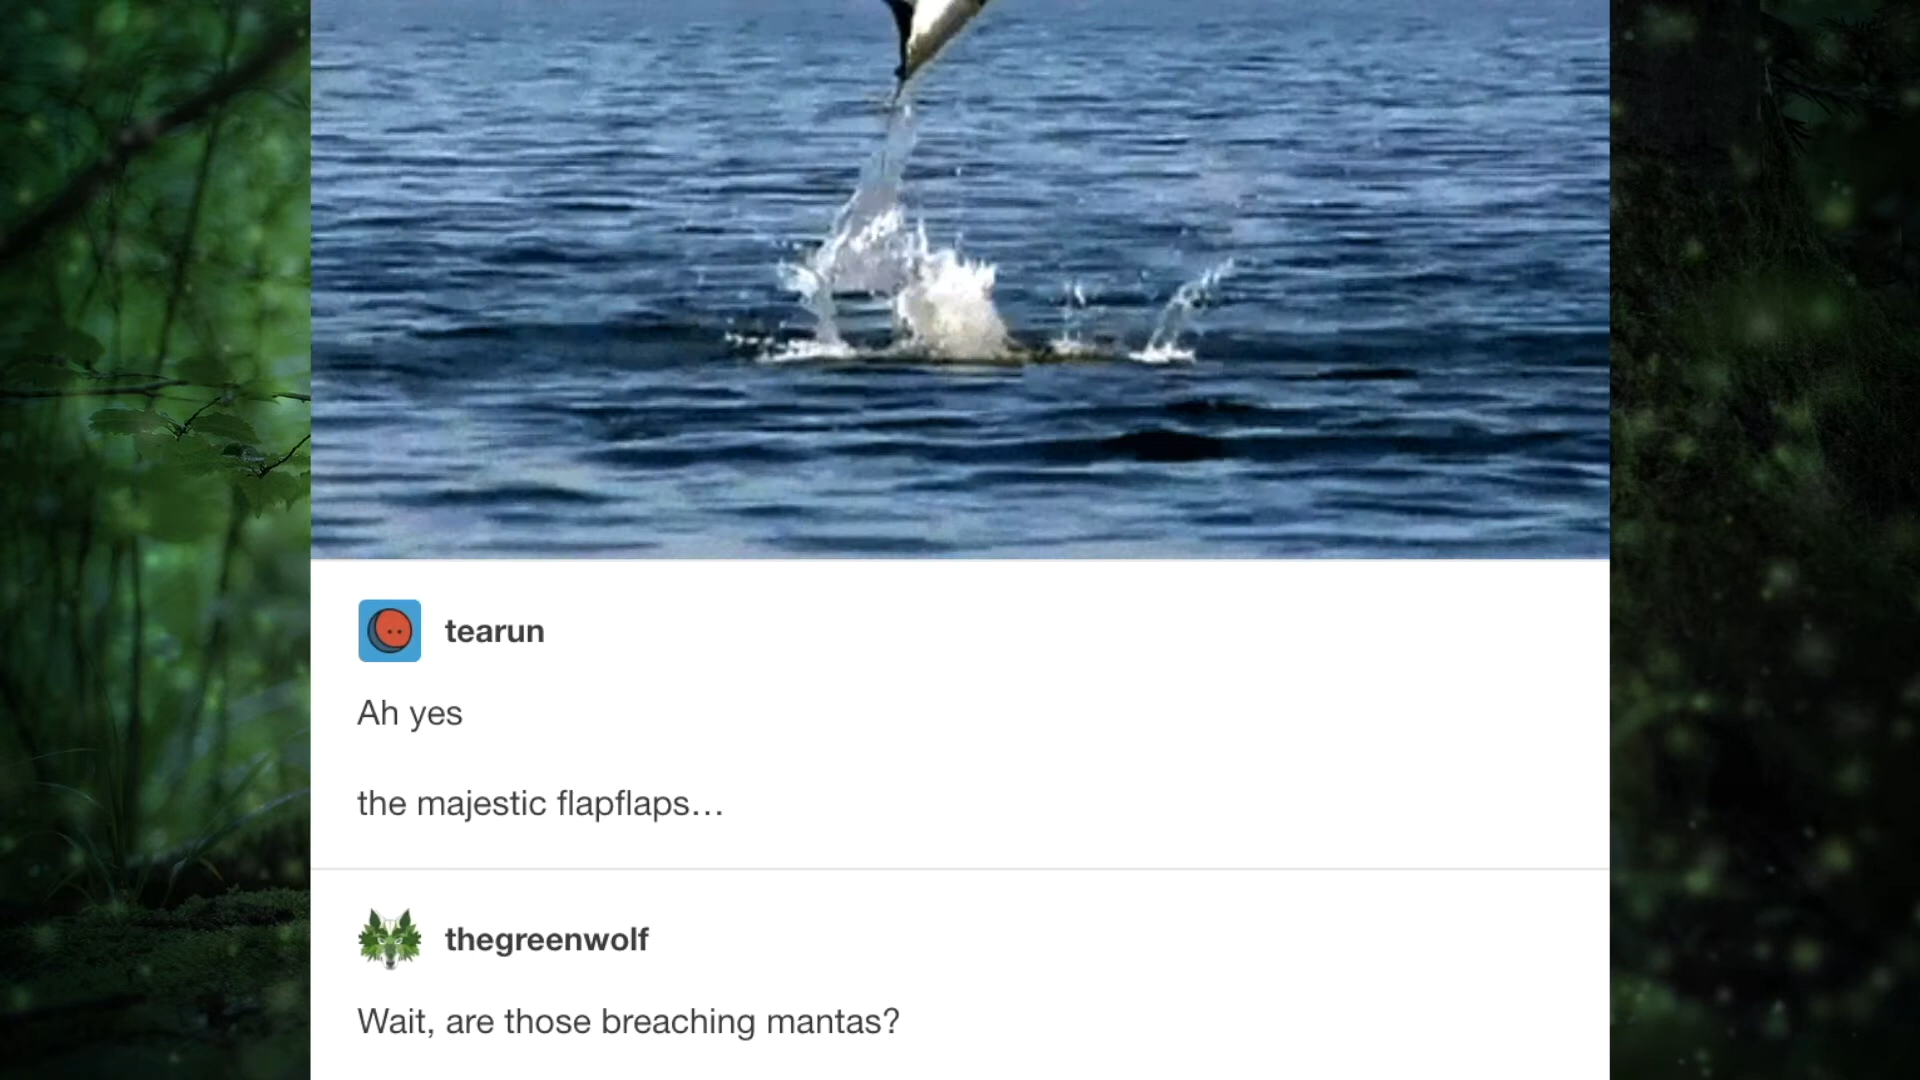 tearun
Ah yes
the majestic flapflaps…
thegreenwolf
Wait, are those breaching mantas?